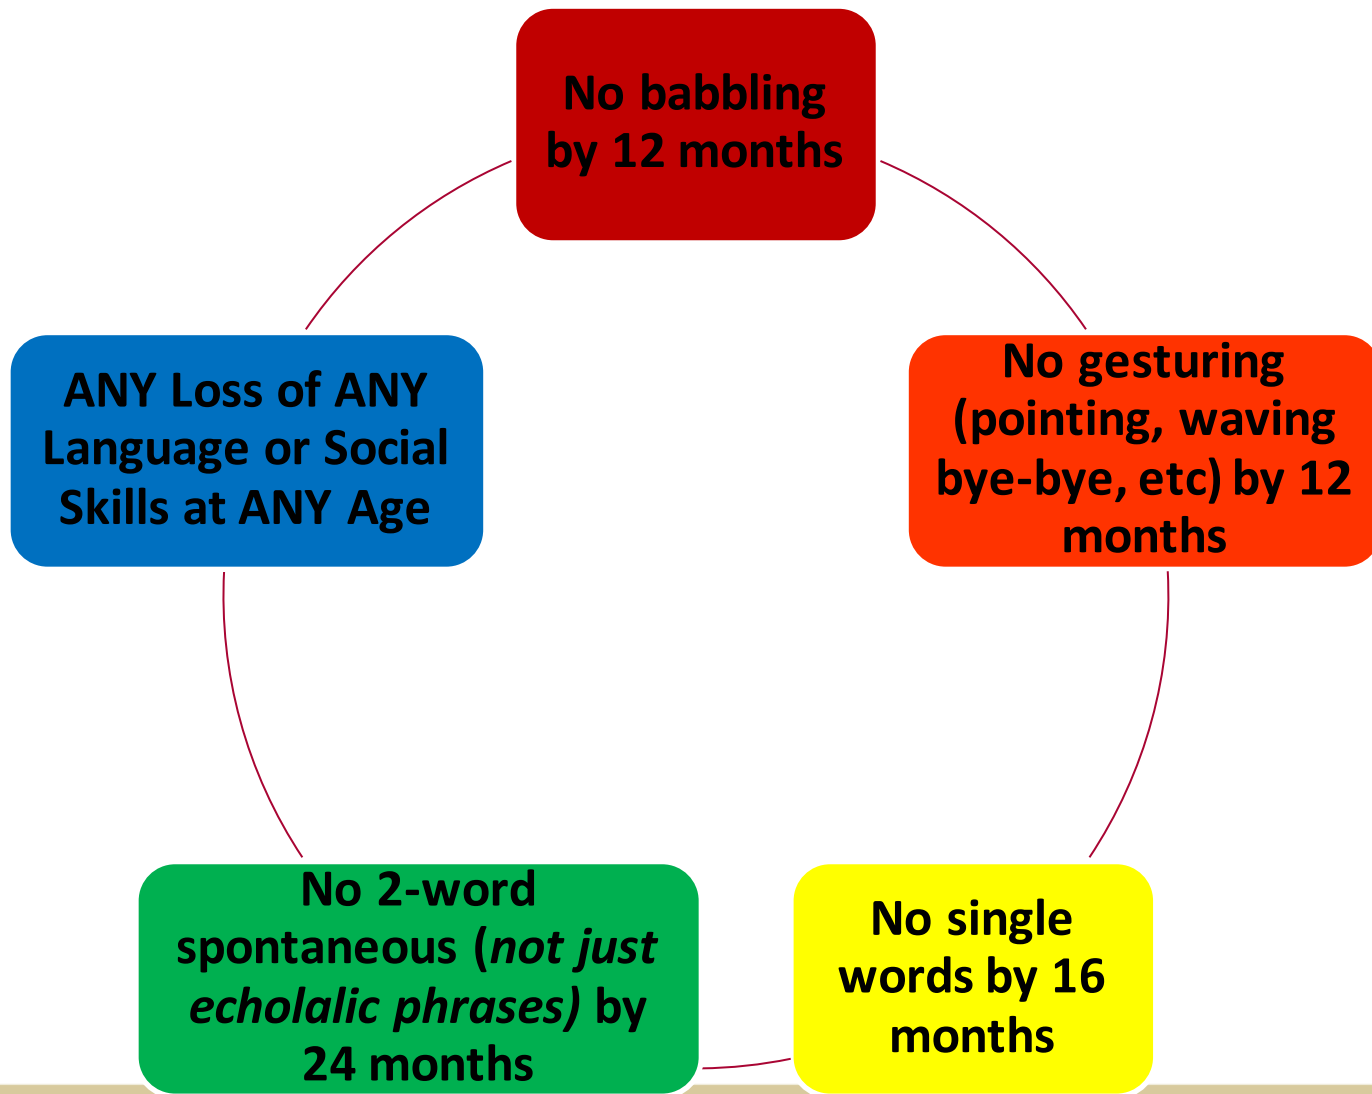 No babbling
by 12 months
No gesturing
(pointing, waving
bye-bye, etc) by 12
months
No single
words by 16
months
No 2-word
spontaneous (not just
echolalic phrases) by
24 months
ANY Loss of ANY
Language or Social
Skills at ANY Age